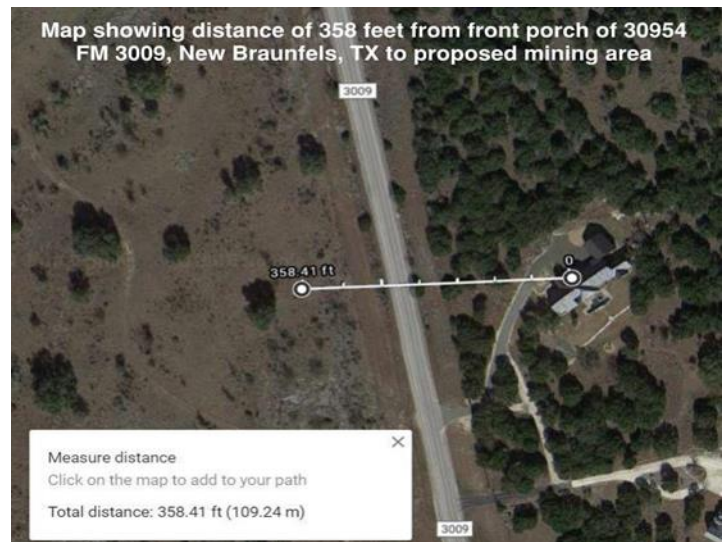 Map showing distance of 358 feet from front porch of 30954
FM 3009, New Braunfels, TX to proposed mining area
3009
0
358.41 ft
Measure distance
Click on the map to add to your path
Total distance: 358.41 ft (109.24 m)
3009